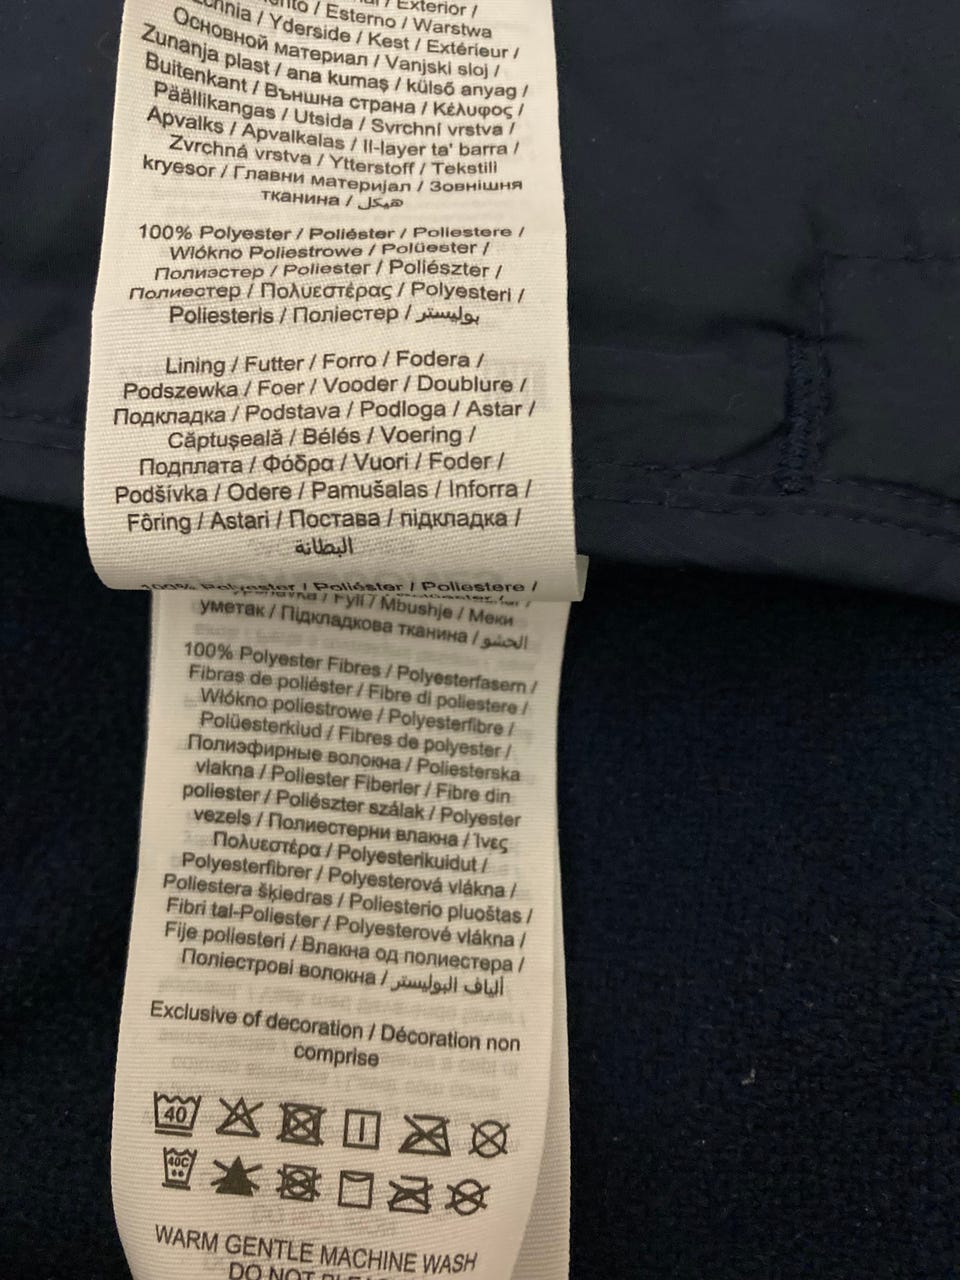 / Esterno / Warstwa
/ Yderside / Kest / Extérieur /
Основной материал / Vanjski sloj /
Zunanja plast / ana kumaş / külső anyag /
Buitenkant / Външна страна / Κέλυφος /
Päällikangas / Utsida / Svrchní vrstva /
Apvalks / Apvalkalas / Il-layer ta' barra /
Zvrchná vrstva / Ytterstoff / Tekstili
kryesor / Главни материјал / Зовнішня
тканина / هيكل
100% Polyester / Poliéster / Poliestere /
Włókno Poliestrowe / Polüester /
Полиэстер / Poliester / Poliészter /
Полиестер / Πολυεστέρας / Polyesteri /
Poliesteris / Поліестер / بوليستر
Lining / Futter / Forro / Fodera /
Podszewka / Foer / Vooder / Doublure /
Подкладка / Podstava / Podloga / Astar /
Căptuşeală / Bélés / Voering /
Подплата / Φόδρα / Vuori / Foder /
Podšívka / Odere / Pamušalas / Inforra /
Fôring / Astari / Постава / підкладка /
البطانة
100% Polyester / Poliéster / Poliestere /
/ Fyll / Mbushje / Меки
уметак / Підкладкова тканина / الحشو
100% Polyester Fibres / Polyesterfasern /
Fibras de poliéster / Fibre di poliestere /
Włókno poliestrowe / Polyesterfibre /
Polüesterkiud / Fibres de polyester /
Полиэфирные волокна / Poliesterska
vlakna / Poliester Fiberler / Fibre din
poliester / Poliészter szálak / Polyester
vezels / Полиестерни влакна / Ίνες
Πολυεστέρα / Polyesterikuidut /
Polyesterfibrer / Polyesterová vlákna /
Poliestera šķiedras / Poliesterio pluoštas /
Fibri tal-Poliester / Polyesterové vlákna /
Fije poliesteri / Влакна од полиестера /
Поліестрові волокна / ألياف البوليستر
Exclusive of decoration / Décoration non
comprise
40
40C
WARM GENTLE MACHINE WASH
DO NOT